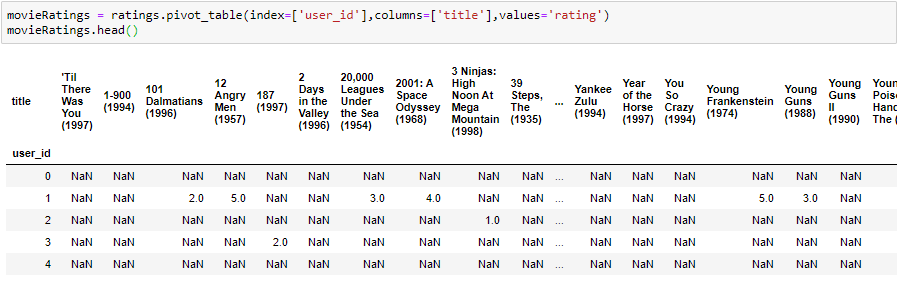 movieRatings = ratings.pivot_table(index=['user_id'],columns=['title'],values='rating')
movieRatings.head()
title 'Til There Was You (1997) 1-900 (1994) 101 Dalmatians (1996) 12 Angry Men (1957) 187 (1997) 2 Days in the Valley (1996) 20,000 Leagues Under the Sea (1954) 2001: A Space Odyssey (1968) 3 Ninjas: High Noon At Mega Mountain (1998) 39 Steps, The (1935) ... Yankee Zulu (1994) Year of the Horse (1997) You So Crazy (1994) Young Frankenstein (1974) Young Guns (1988) Young Guns II (1990) The (
user_id
0 NaN NaN NaN NaN NaN NaN NaN NaN NaN NaN ... NaN NaN NaN NaN NaN NaN
1 NaN NaN 2.0 5.0 NaN NaN 3.0 4.0 NaN NaN ... NaN NaN NaN 5.0 3.0 NaN
2 NaN NaN NaN NaN NaN NaN NaN NaN 1.0 NaN ... NaN NaN NaN NaN NaN NaN
3 NaN NaN NaN NaN 2.0 NaN NaN NaN NaN NaN ... NaN NaN NaN NaN NaN NaN
4 NaN NaN NaN NaN NaN NaN NaN NaN NaN NaN ... NaN NaN NaN NaN NaN NaN